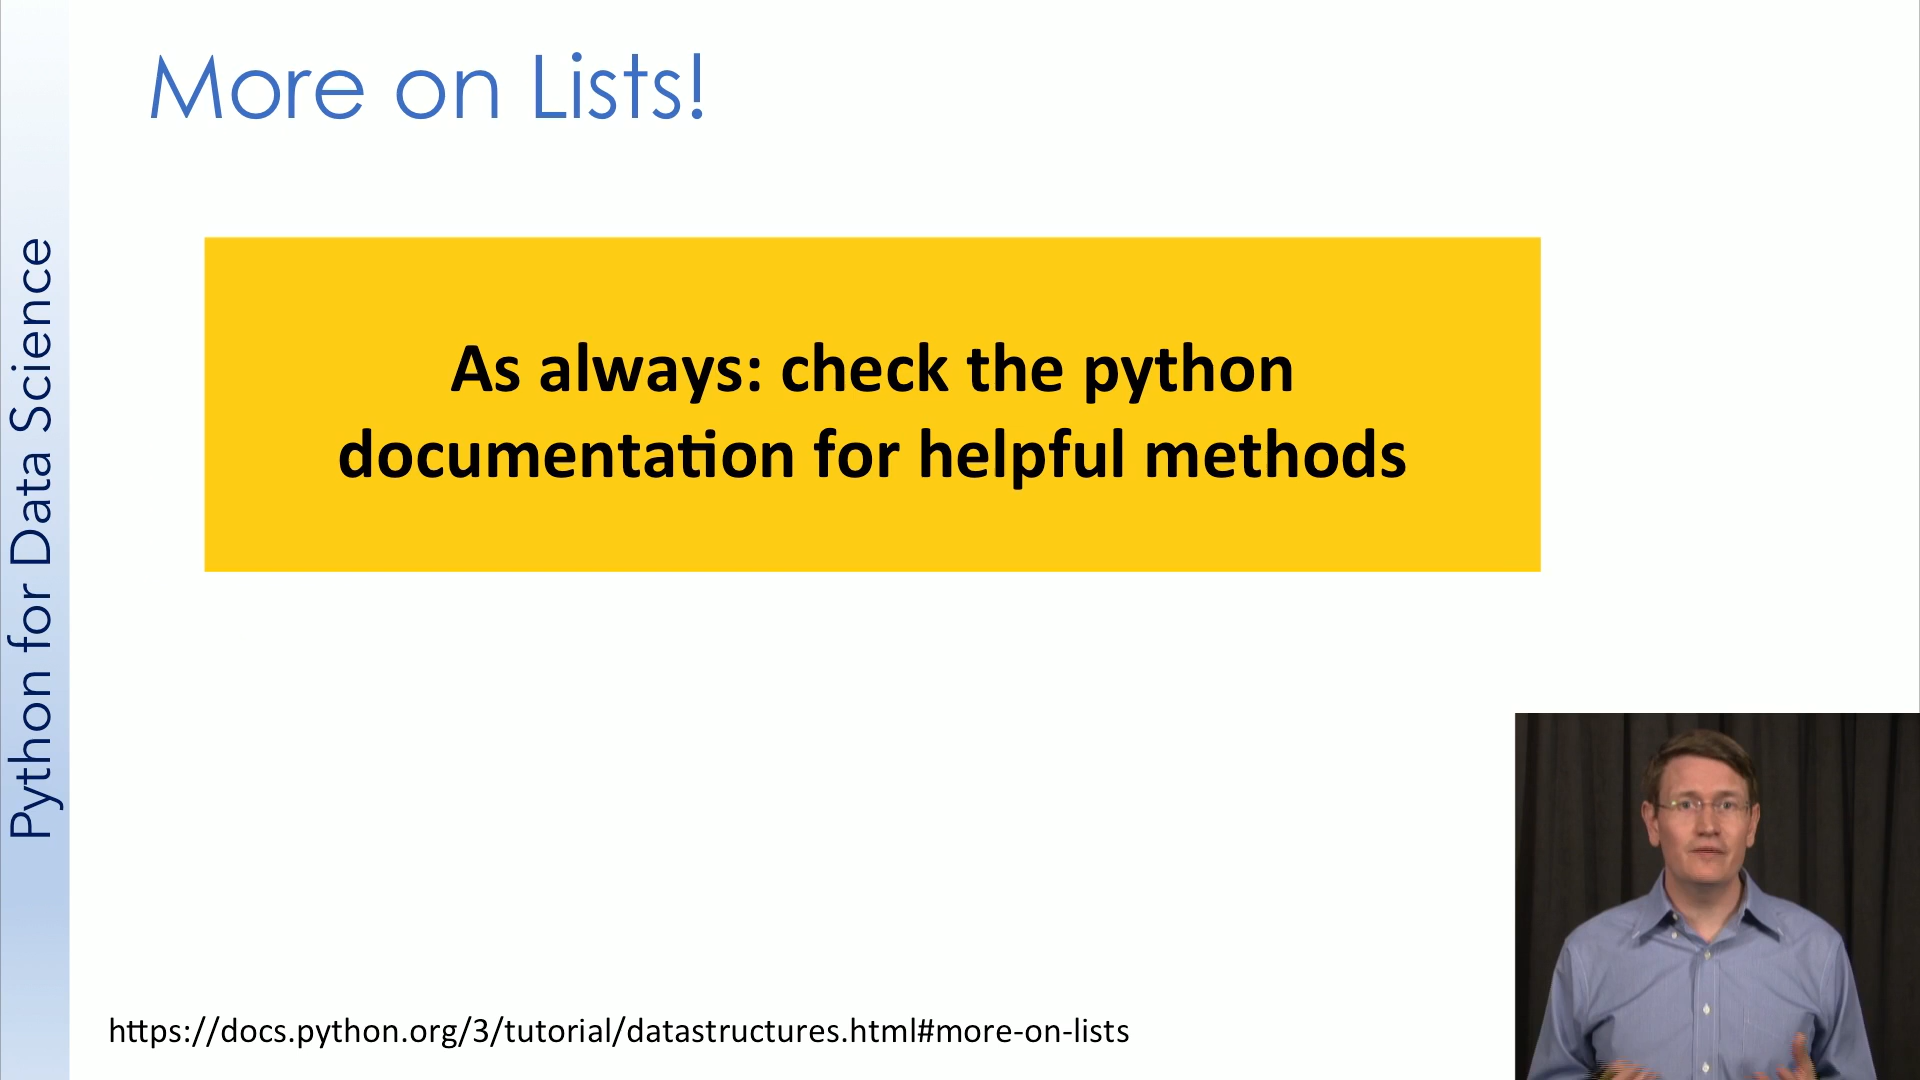 More on Lists!
Python for Data Science
As always: check the python
documentation for helpful methods
https://docs.python.org/3/tutorial/datastructures.html#more-on-lists